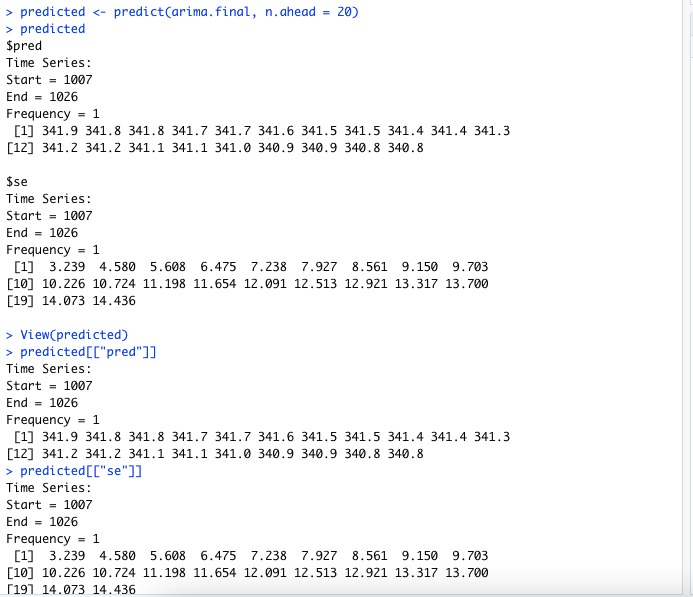 > predicted <- predict(arima.final, n.ahead = 20)
> predicted
$pred
Time Series:
Start = 1007
End = 1026
Frequency = 1
 [1] 341.9 341.8 341.8 341.7 341.7 341.6 341.5 341.5 341.4 341.4 341.3
[12] 341.2 341.2 341.1 341.1 341.0 340.9 340.9 340.8 340.8

$se
Time Series:
Start = 1007
End = 1026
Frequency = 1
 [1]  3.239  4.580  5.608  6.475  7.238  7.927  8.561  9.150  9.703
[10] 10.226 10.724 11.198 11.654 12.091 12.513 12.921 13.317 13.700
[19] 14.073 14.436

> View(predicted)
> predicted[["pred"]]
Time Series:
Start = 1007
End = 1026
Frequency = 1
 [1] 341.9 341.8 341.8 341.7 341.7 341.6 341.5 341.5 341.4 341.4 341.3
[12] 341.2 341.2 341.1 341.1 341.0 340.9 340.9 340.8 340.8
> predicted[["se"]]
Time Series:
Start = 1007
End = 1026
Frequency = 1
 [1]  3.239  4.580  5.608  6.475  7.238  7.927  8.561  9.150  9.703
[10] 10.226 10.724 11.198 11.654 12.091 12.513 12.921 13.317 13.700
[19] 14.073 14.436